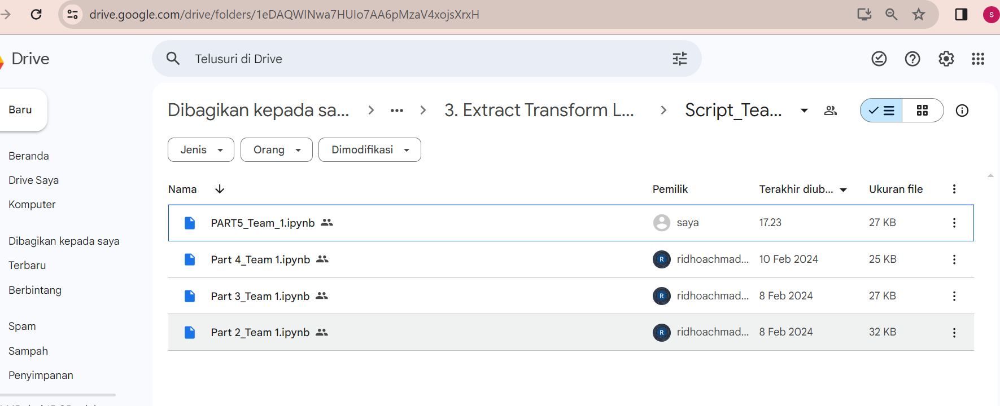 drive.google.com/drive/folders/1eDAQWINwa7HUIo7AA6pMzaV4xojsXrxH
s
Drive
Telusuri di Drive
Baru
Dibagikan kepada sa... > ... > 3. Extract Transform L... > Script_Tea...
Jenis Orang Dimodifikasi
Beranda
Drive Saya
Komputer
Dibagikan kepada saya
Terbaru
Berbintang
Spam
Sampah
Penyimpanan
Nama Pemilik Terakhir diub... Ukuran file
PART5_Team_1.ipynb saya 17.23 27 KB
Part 4_Team 1.ipynb R ridhoachmad... 10 Feb 2024 25 KB
Part 3_Team 1.ipynb R ridhoachmad... 8 Feb 2024 27 KB
Part 2_Team 1.ipynb R ridhoachmad... 8 Feb 2024 32 KB